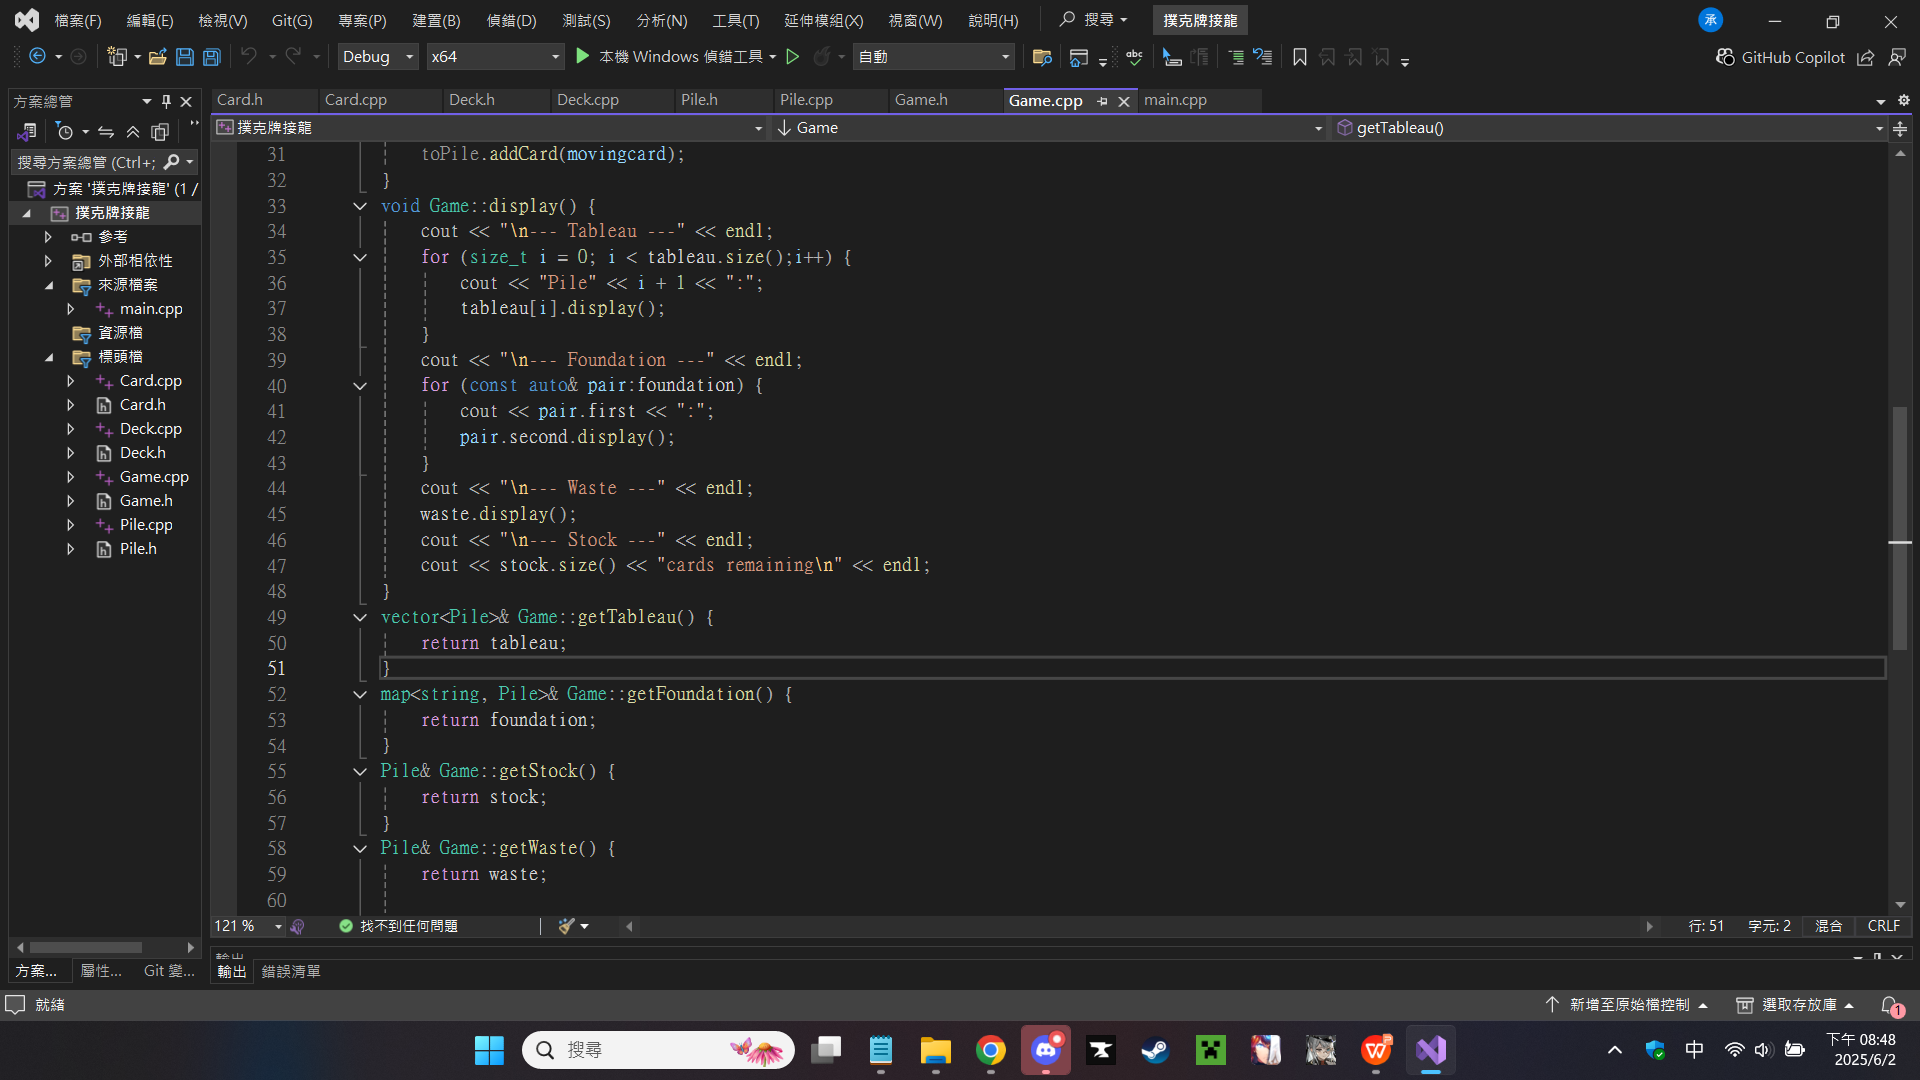 檔案(F) 編輯(E) 檢視(V) Git(G) 專案(P) 建置(B) 偵錯(D) 測試(S) 分析(N) 工具(T) 延伸模組(X) 視窗(W) 說明(H) 搜尋 撲克牌接龍 承
Debug x64 本機 Windows 偵錯工具 自動 GitHub Copilot
方案總管
搜尋方案總管 (Ctrl+;
方案 '撲克牌接龍' (1 /
撲克牌接龍
參考
外部相依性
來源檔案
main.cpp
資源檔
標頭檔
Card.cpp
Card.h
Deck.cpp
Deck.h
Game.cpp
Game.h
Pile.cpp
Pile.h
方案... 屬性... Git 變...
Card.h Card.cpp Deck.h Deck.cpp Pile.h Pile.cpp Game.h Game.cpp main.cpp
撲克牌接龍 Game getTableau()
31 toPile.addCard(movingcard);
32 }
33 void Game::display() {
34 cout << "\n--- Tableau ---" << endl;
35 for (size_t i = 0; i < tableau.size();i++) {
36 cout << "Pile" << i + 1 << ":";
37 tableau[i].display();
38 }
39 cout << "\n--- Foundation ---" << endl;
40 for (const auto& pair:foundation) {
41 cout << pair.first << ":";
42 pair.second.display();
43 }
44 cout << "\n--- Waste ---" << endl;
45 waste.display();
46 cout << "\n--- Stock ---" << endl;
47 cout << stock.size() << "cards remaining\n" << endl;
48 }
49 vector<Pile>& Game::getTableau() {
50 return tableau;
51 }
52 map<string, Pile>& Game::getFoundation() {
53 return foundation;
54 }
55 Pile& Game::getStock() {
56 return stock;
57 }
58 Pile& Game::getWaste() {
59 return waste;
60
121 % 找不到任何問題 行: 51 字元: 2 混合 CRLF
輸出
輸出 錯誤清單
就緒 新增至原始檔控制 選取存放庫 1
搜尋 中 下午 08:48
2025/6/2